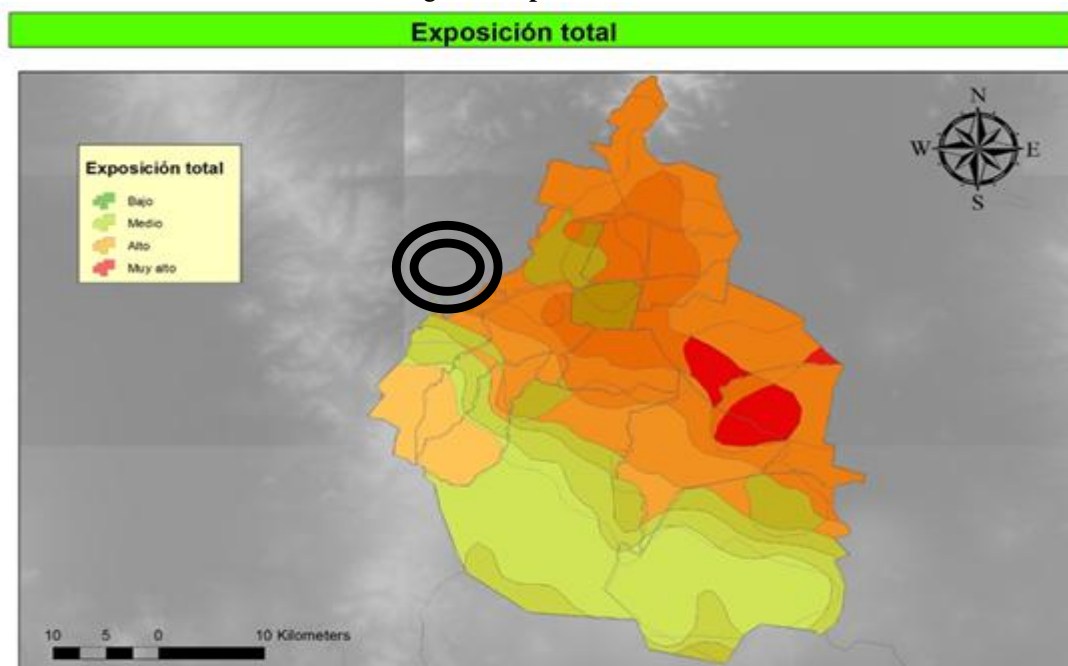 Exposición total
N
W
E
S
Exposición total
Bajo
Medio
Alto
Muy alto
10 5 0 10 Kilometers